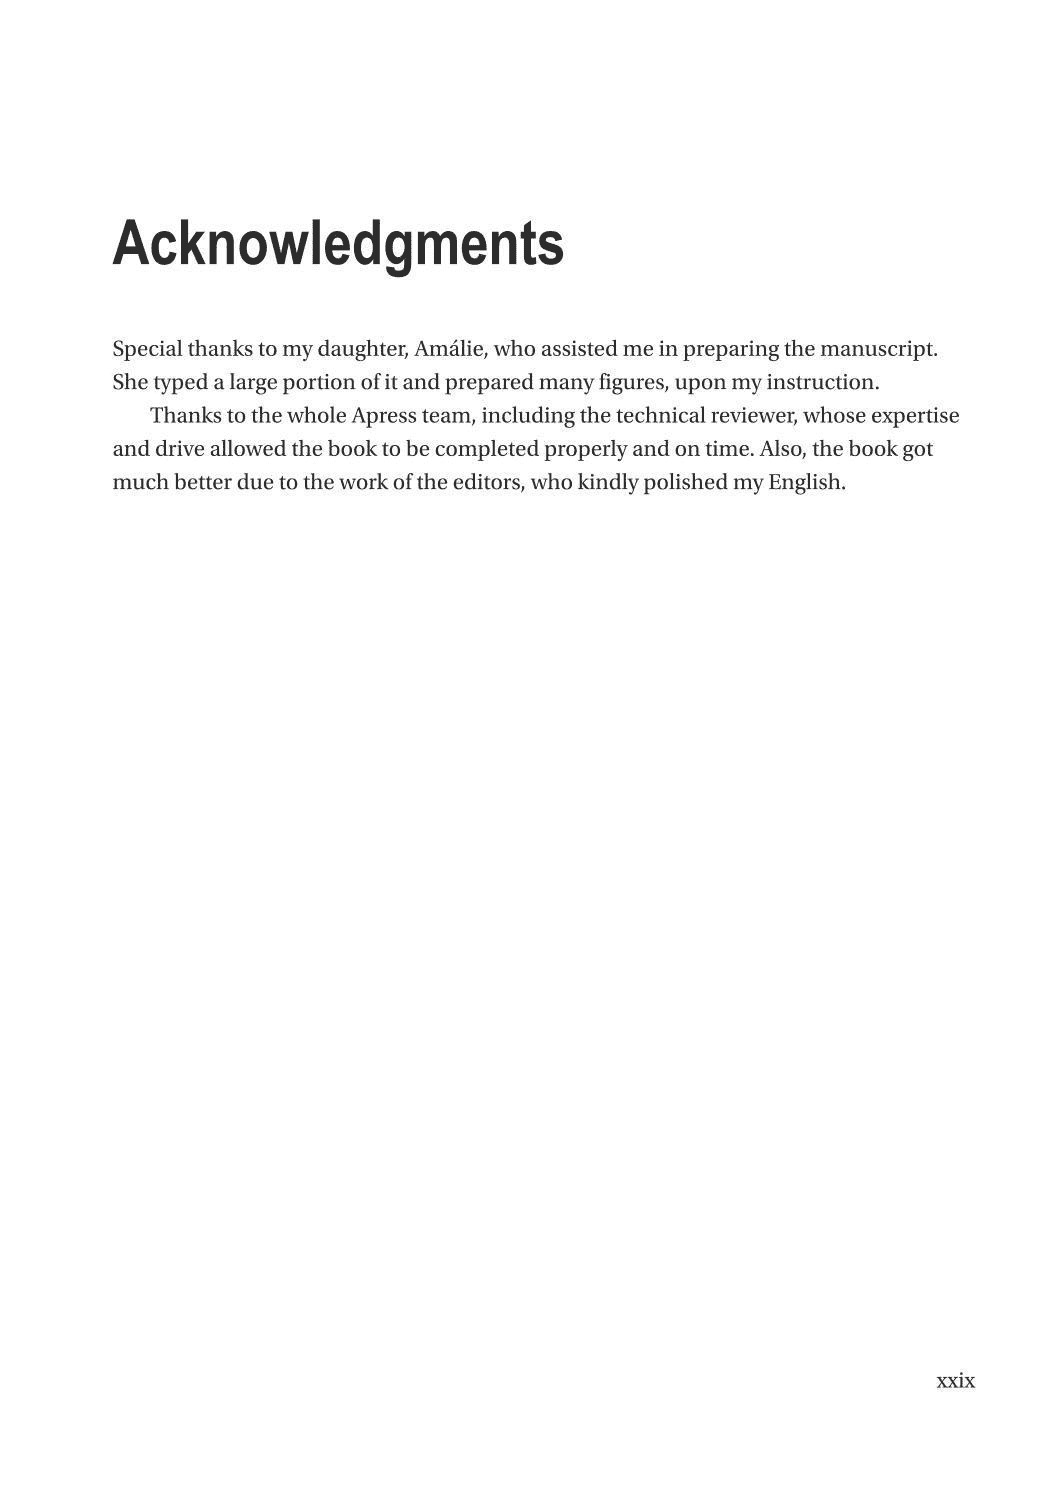 Acknowledgments
Special thanks to my daughter, Amálie, who assisted me in preparing the manuscript.
She typed a large portion of it and prepared many figures, upon my instruction.
Thanks to the whole Apress team, including the technical reviewer, whose expertise
and drive allowed the book to be completed properly and on time. Also, the book got
much better due to the work of the editors, who kindly polished my English.
xxix